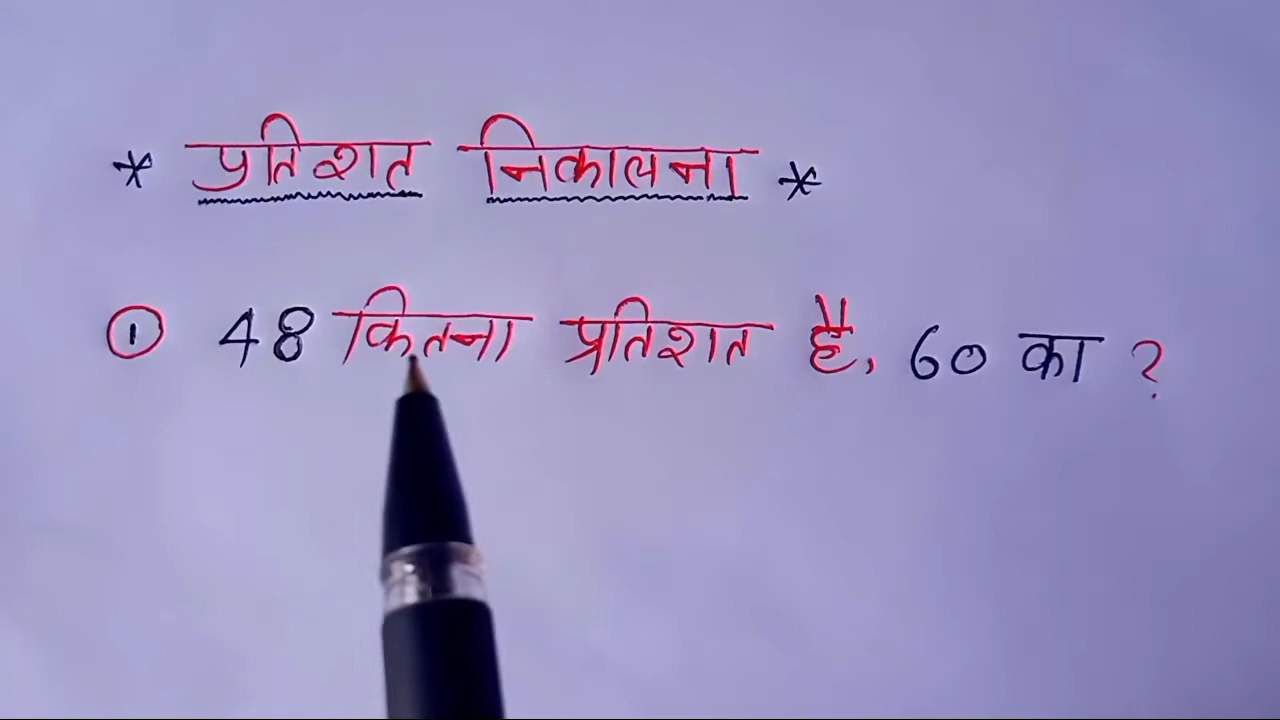 * प्रतिशत निकालना *
① 48 कितना प्रतिशत है, 60 का ?